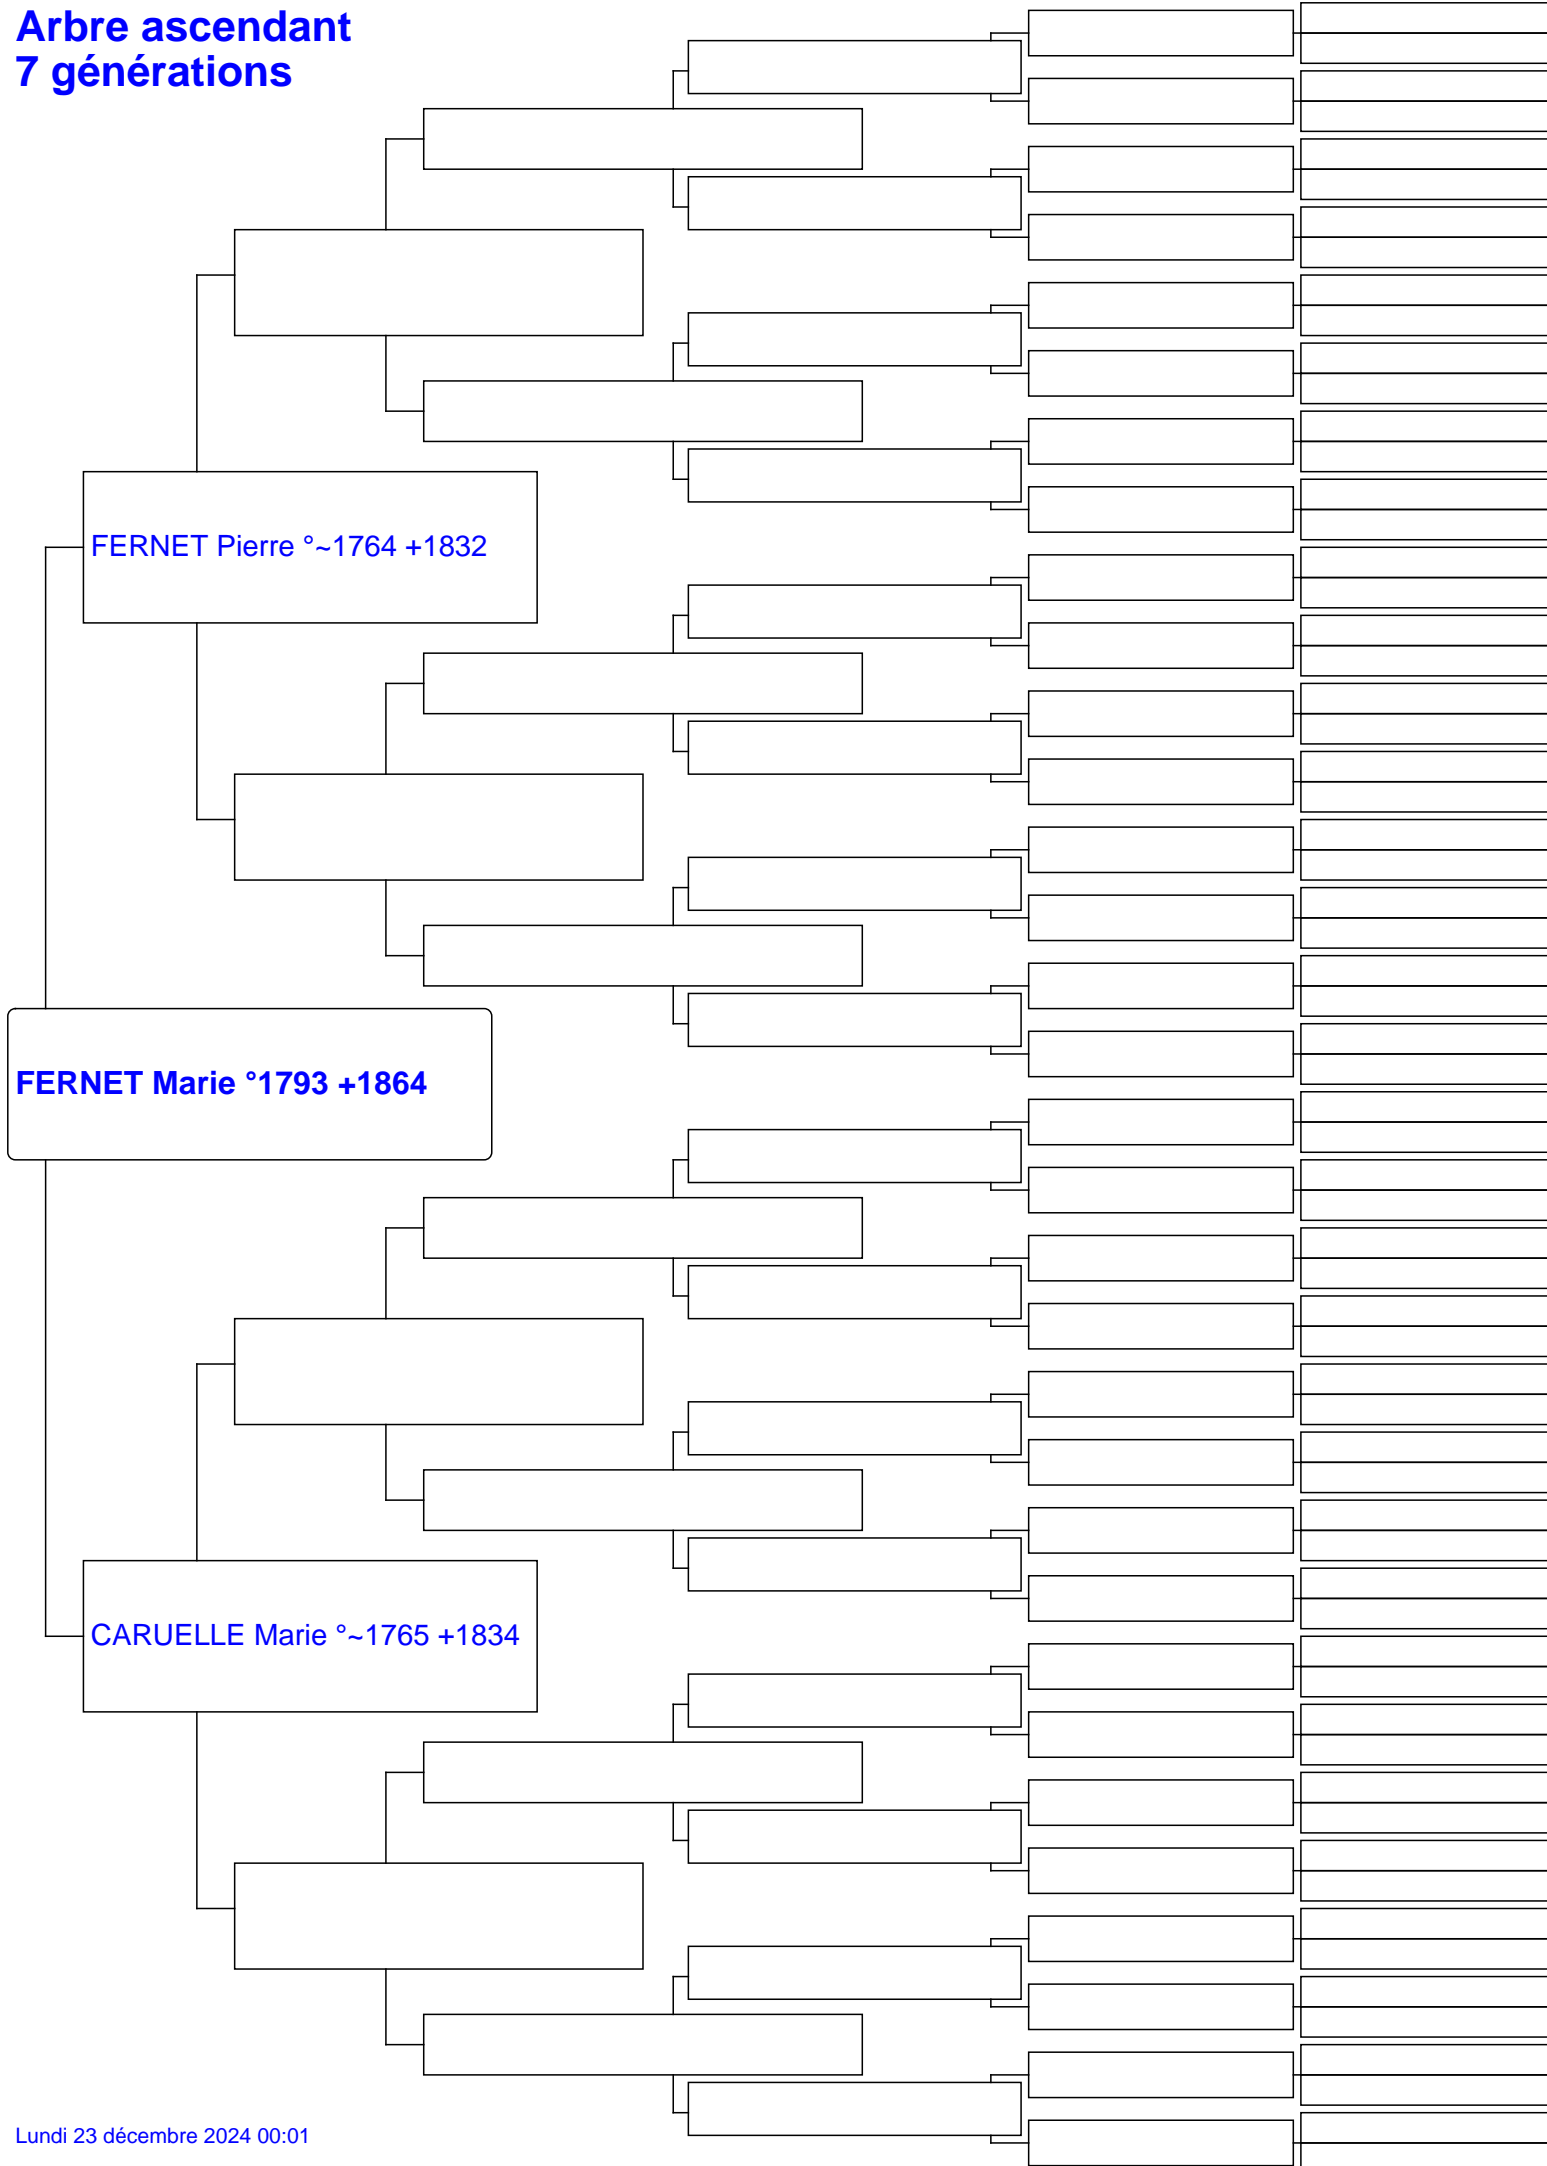 Arbre ascendant
7 générations
FERNET Pierre °~1764 +1832
FERNET Marie °1793 +1864
CARUELLE Marie °~1765 +1834
Lundi 23 décembre 2024 00:01